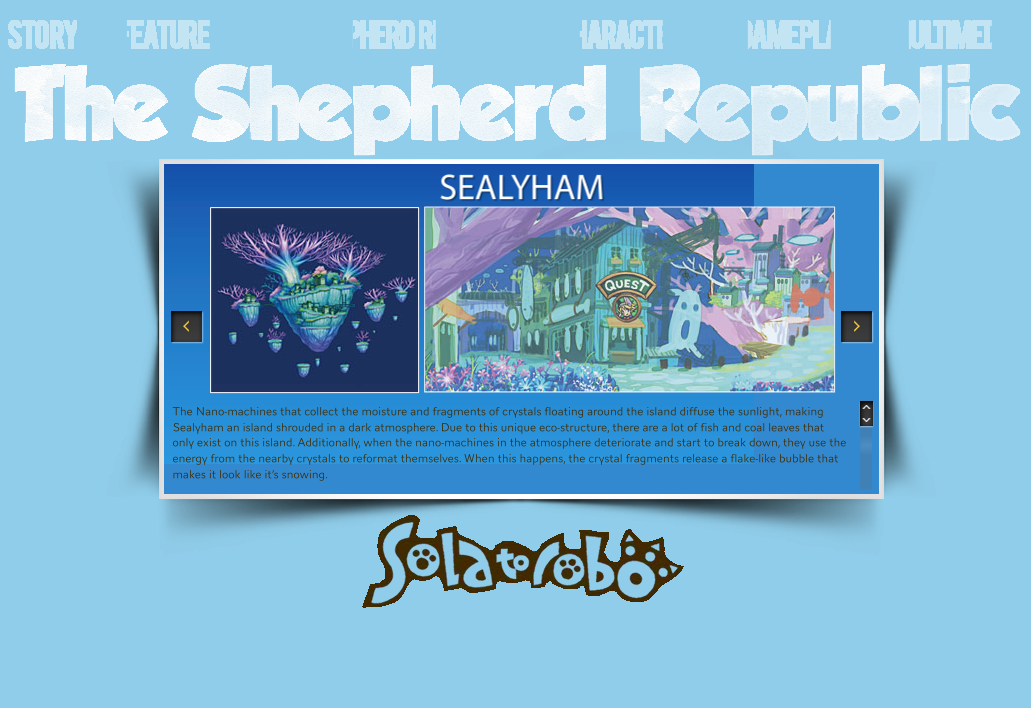 STORY FEATURE PHERD R HARACTE GAMEPLA ULTIME
The Shepherd Republic
SEALYHAM
QUEST
The Nano-machines that collect the moisture and fragments of crystals floating around the island diffuse the sunlight, making
Sealyham an island shrouded in a dark atmosphere. Due to this unique eco-structure, there are a lot of fish and coal leaves that
only exist on this island. Additionally, when the nano-machines in the atmosphere deteriorate and start to break down, they use the
energy from the nearby crystals to reformat themselves. When this happens, the crystal fragments release a flake-like bubble that
makes it look like it's snowing.
Solatorobo